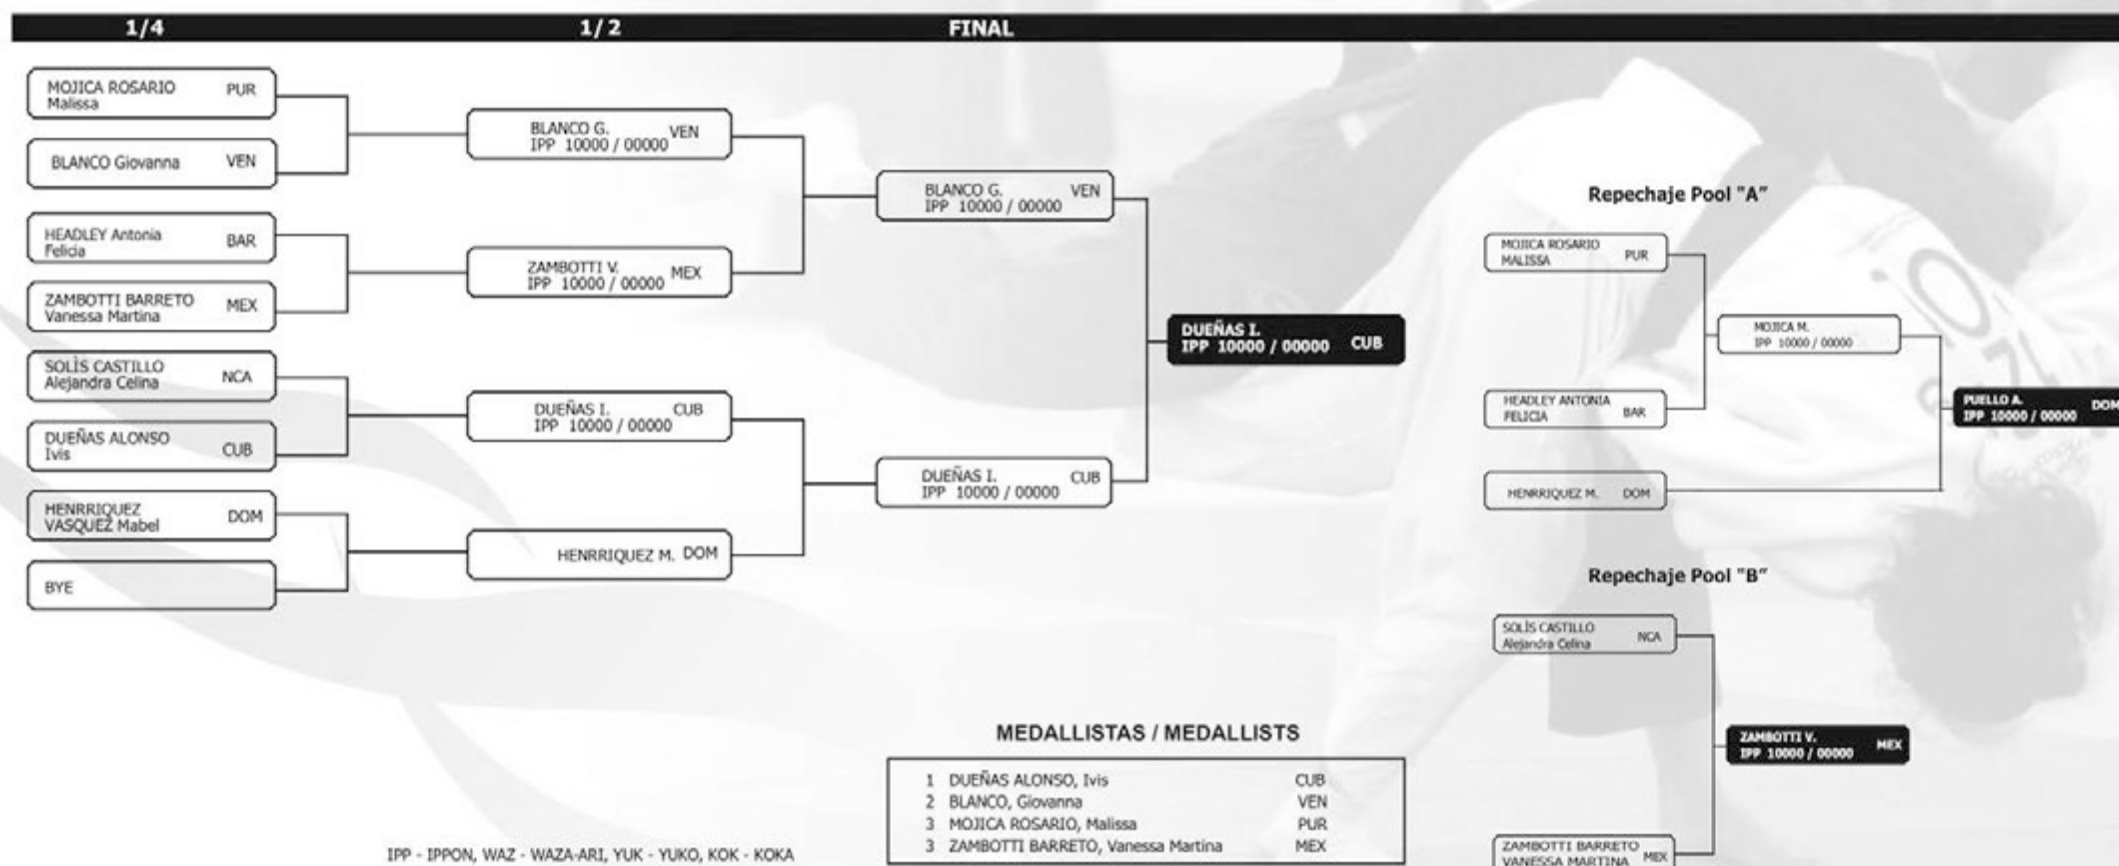 1/4 1/2 FINAL
MOJICA ROSARIO PUR
Malissa
BLANCO Giovanna VEN
HEADLEY Antonia BAR
Felicia
ZAMBOTTI BARRETO MEX
Vanessa Martina
SOLÌS CASTILLO NCA
Alejandra Celina
DUEÑAS ALONSO CUB
Ivis
HENRRIQUEZ DOM
VASQUEZ Mabel
BYE
BLANCO G. VEN
IPP 10000 / 00000
ZAMBOTTI V. MEX
IPP 10000 / 00000
DUEÑAS I. CUB
IPP 10000 / 00000
HENRRIQUEZ M. DOM
BLANCO G. VEN
IPP 10000 / 00000
DUEÑAS I. CUB
IPP 10000 / 00000
DUEÑAS I. CUB
IPP 10000 / 00000
Repechaje Pool "A"
MOJICA ROSARIO PUR
MALISSA
HEADLEY ANTONIA BAR
FELICIA
HENRRIQUEZ M. DOM
MOJICA M.
IPP 10000 / 00000
PUELLO A. DOM
IPP 10000 / 00000
Repechaje Pool "B"
SOLÌS CASTILLO NCA
Alejandra Celina
ZAMBOTTI BARRETO MEX
VANESSA MARTINA
ZAMBOTTI V. MEX
IPP 10000 / 00000
MEDALLISTAS / MEDALLISTS
1 DUEÑAS ALONSO, Ivis CUB
2 BLANCO, Giovanna VEN
3 MOJICA ROSARIO, Malissa PUR
3 ZAMBOTTI BARRETO, Vanessa Martina MEX
IPP - IPPON, WAZ - WAZA-ARI, YUK - YUKO, KOK - KOKA